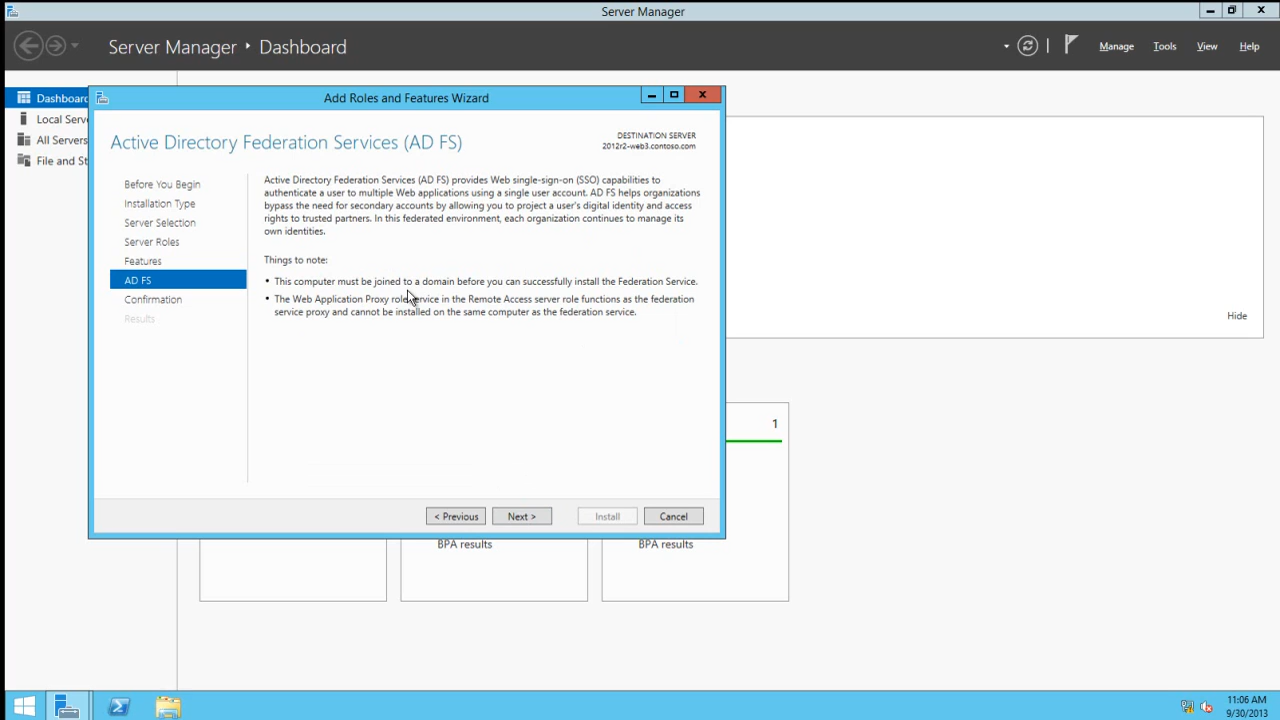 Server Manager
Server Manager · Dashboard
Manage Tools View Help
Dashboard
Local Serv
All Servers
File and St
Add Roles and Features Wizard
Active Directory Federation Services (AD FS)
DESTINATION SERVER
2012r2-web3.contoso.com
Before You Begin
Installation Type
Server Selection
Server Roles
Features
AD FS
Confirmation
Results
Active Directory Federation Services (AD FS) provides Web single-sign-on (SSO) capabilities to
authenticate a user to multiple Web applications using a single user account. AD FS helps organizations
bypass the need for secondary accounts by allowing you to project a user's digital identity and access
rights to trusted partners. In this federated environment, each organization continues to manage its
own identities.
Things to note:
• This computer must be joined to a domain before you can successfully install the Federation Service.
• The Web Application Proxy role service in the Remote Access server role functions as the federation
service proxy and cannot be installed on the same computer as the federation service.
< Previous
Next >
Install
Cancel
Hide
1
BPA results
BPA results
11:06 AM
9/30/2013